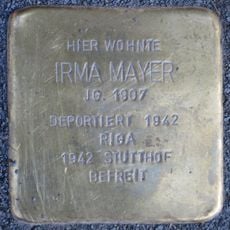 HIER WOHNTE
IRMA MAYER
JG. 1907
DEPORTIERT 1942
RIGA
1942 STUTTHOF
BEFREIT